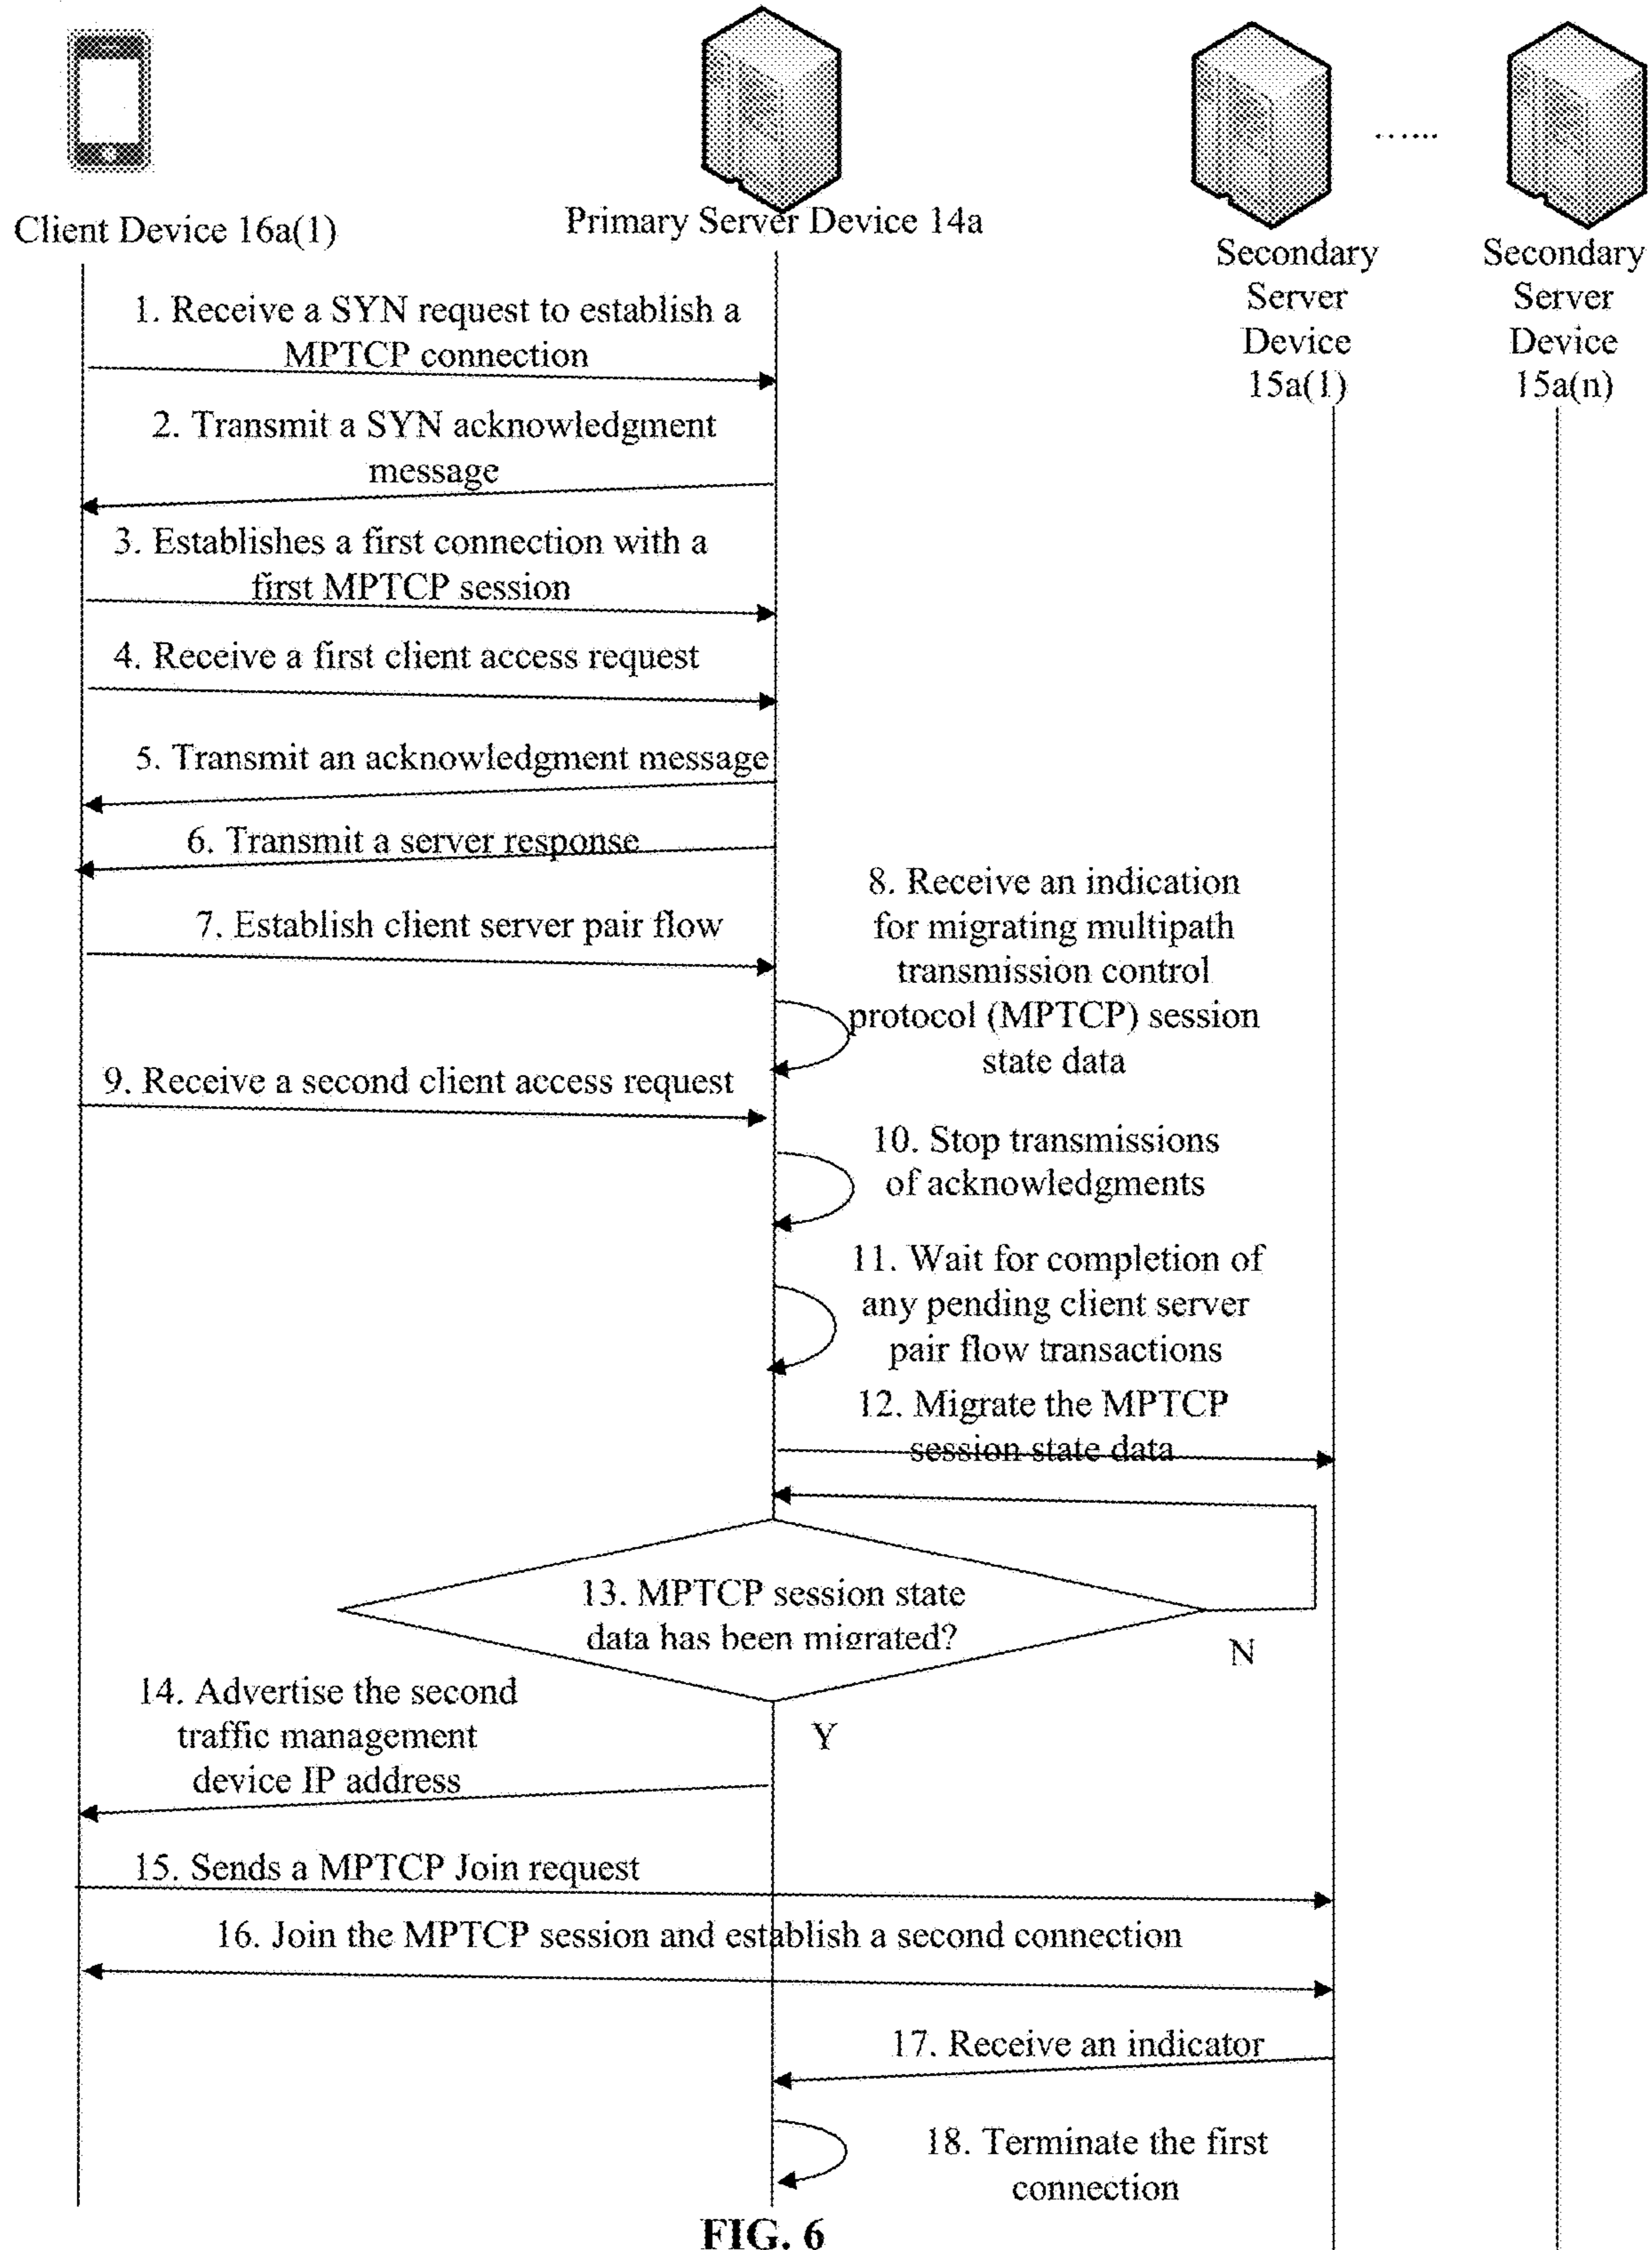 Client Device 16a(1)
Primary Server Device 14a
Secondary
Server
Device
15a(1)
......
Secondary
Server
Device
15a(n)
1. Receive a SYN request to establish a
MPTCP connection
2. Transmit a SYN acknowledgment
message
3. Establishes a first connection with a
first MPTCP session
4. Receive a first client access request
5. Transmit an acknowledgment message
6. Transmit a server response
7. Establish client server pair flow
8. Receive an indication
for migrating multipath
transmission control
protocol (MPTCP) session
state data
9. Receive a second client access request
10. Stop transmissions
of acknowledgments
11. Wait for completion of
any pending client server
pair flow transactions
12. Migrate the MPTCP
session state data
13. MPTCP session state
data has been migrated?
N
Y
14. Advertise the second
traffic management
device IP address
15. Sends a MPTCP Join request
16. Join the MPTCP session and establish a second connection
17. Receive an indicator
18. Terminate the first
connection
FIG. 6